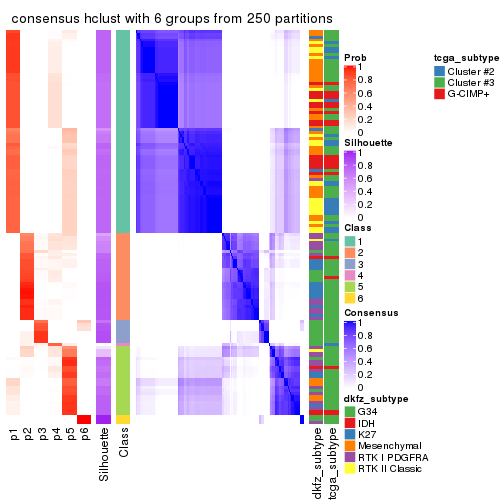 consensus hclust with 6 groups from 250 partitions
Prob
1
0.8
0.6
0.4
0.2
0
Silhouette
1
0.8
0.6
0.4
0.2
0
Class
1
2
3
4
5
6
Consensus
1
0.8
0.6
0.4
0.2
0
dkfz_subtype
G34
IDH
K27
Mesenchymal
RTK I PDGFRA
RTK II Classic
tcga_subtype
Cluster #2
Cluster #3
G-CIMP+
p1
p2
p3
p4
p5
p6
Silhouette
Class
dkfz_subtype
tcga_subtype